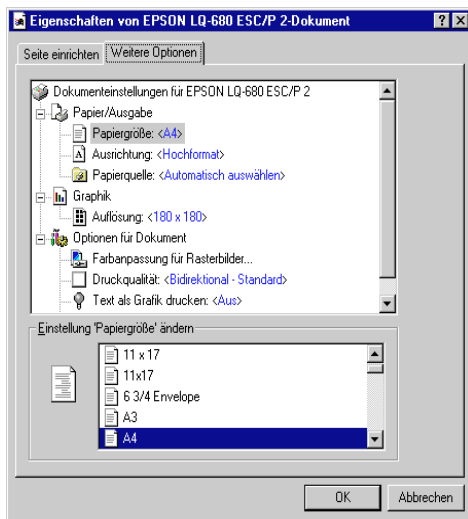 Eigenschaften von EPSON LQ-680 ESC/P 2-Dokument
Seite einrichten Weitere Optionen
Dokumenteinstellungen für EPSON LQ-680 ESC/P 2
Papier/Ausgabe
Papiergröße: <A4>
Ausrichtung: <Hochformat>
Papierquelle: <Automatisch auswählen>
Graphik
Auflösung: <180 x 180>
Optionen für Dokument
Farbanpassung für Rasterbilder...
Druckqualität: <Bidirektional - Standard>
Text als Grafik drucken: <Aus>
Einstellung 'Papiergröße' ändern
11 x 17
11x17
6 3/4 Envelope
A3
A4
OK Abbrechen